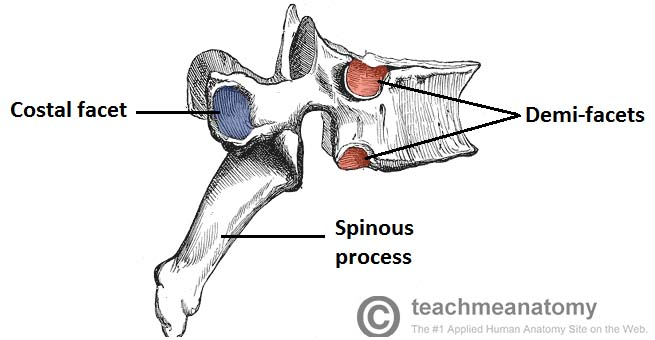 Costal facet
Demi-facets
Spinous
process
© teachmeanatomy
The #1 Applied Human Anatomy Site on the Web.